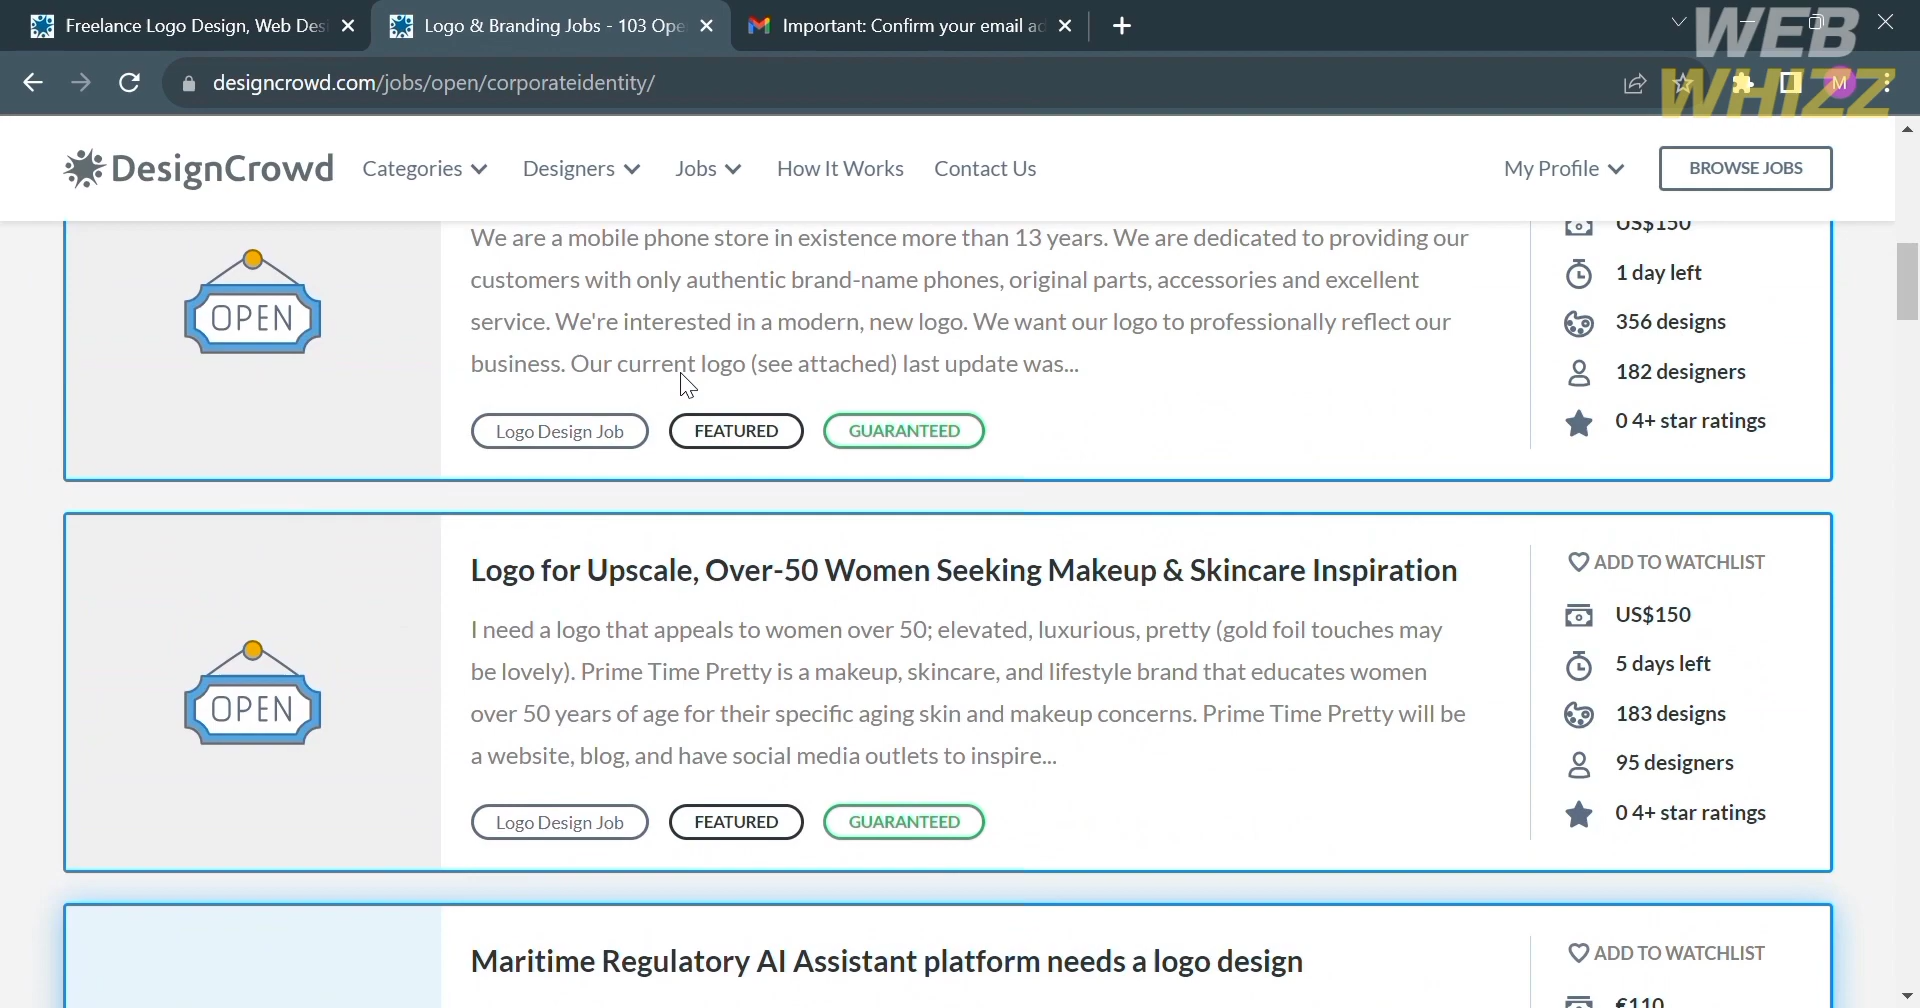 Freelance Logo Design, Web Des
Logo & Branding Jobs - 103 Ope
Important: Confirm your email ad
WEB
WHIZZ
designcrowd.com/jobs/open/corporateidentity/
M
DesignCrowd
Categories
Designers
Jobs
How It Works
Contact Us
My Profile
BROWSE JOBS
OPEN
We are a mobile phone store in existence more than 13 years. We are dedicated to providing our
customers with only authentic brand-name phones, original parts, accessories and excellent
service. We're interested in a modern, new logo. We want our logo to professionally reflect our
business. Our current logo (see attached) last update was...
Logo Design Job
FEATURED
GUARANTEED
US$150
1 day left
356 designs
182 designers
0 4+ star ratings
OPEN
Logo for Upscale, Over-50 Women Seeking Makeup & Skincare Inspiration
I need a logo that appeals to women over 50; elevated, luxurious, pretty (gold foil touches may
be lovely). Prime Time Pretty is a makeup, skincare, and lifestyle brand that educates women
over 50 years of age for their specific aging skin and makeup concerns. Prime Time Pretty will be
a website, blog, and have social media outlets to inspire...
Logo Design Job
FEATURED
GUARANTEED
ADD TO WATCHLIST
US$150
5 days left
183 designs
95 designers
0 4+ star ratings
Maritime Regulatory AI Assistant platform needs a logo design
ADD TO WATCHLIST
€110